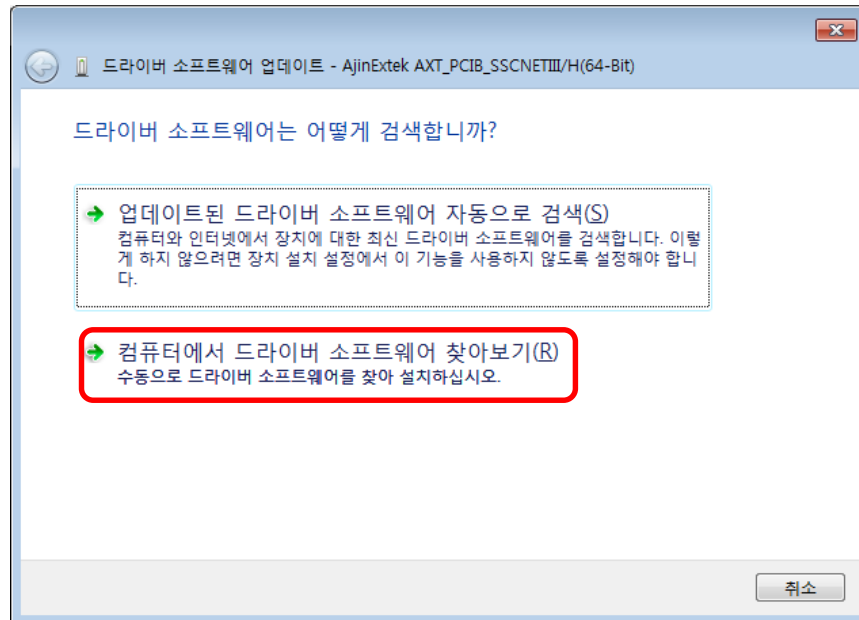 드라이버 소프트웨어 업데이트 - AjinExtek AXT_PCIB_SSCNETIII/H(64-Bit)
드라이버 소프트웨어는 어떻게 검색합니까?
업데이트된 드라이버 소프트웨어 자동으로 검색(S)
컴퓨터와 인터넷에서 장치에 대한 최신 드라이버 소프트웨어를 검색합니다. 이렇
게 하지 않으려면 장치 설치 설정에서 이 기능을 사용하지 않도록 설정해야 합니
다.
컴퓨터에서 드라이버 소프트웨어 찾아보기(R)
수동으로 드라이버 소프트웨어를 찾아 설치하십시오.
취소